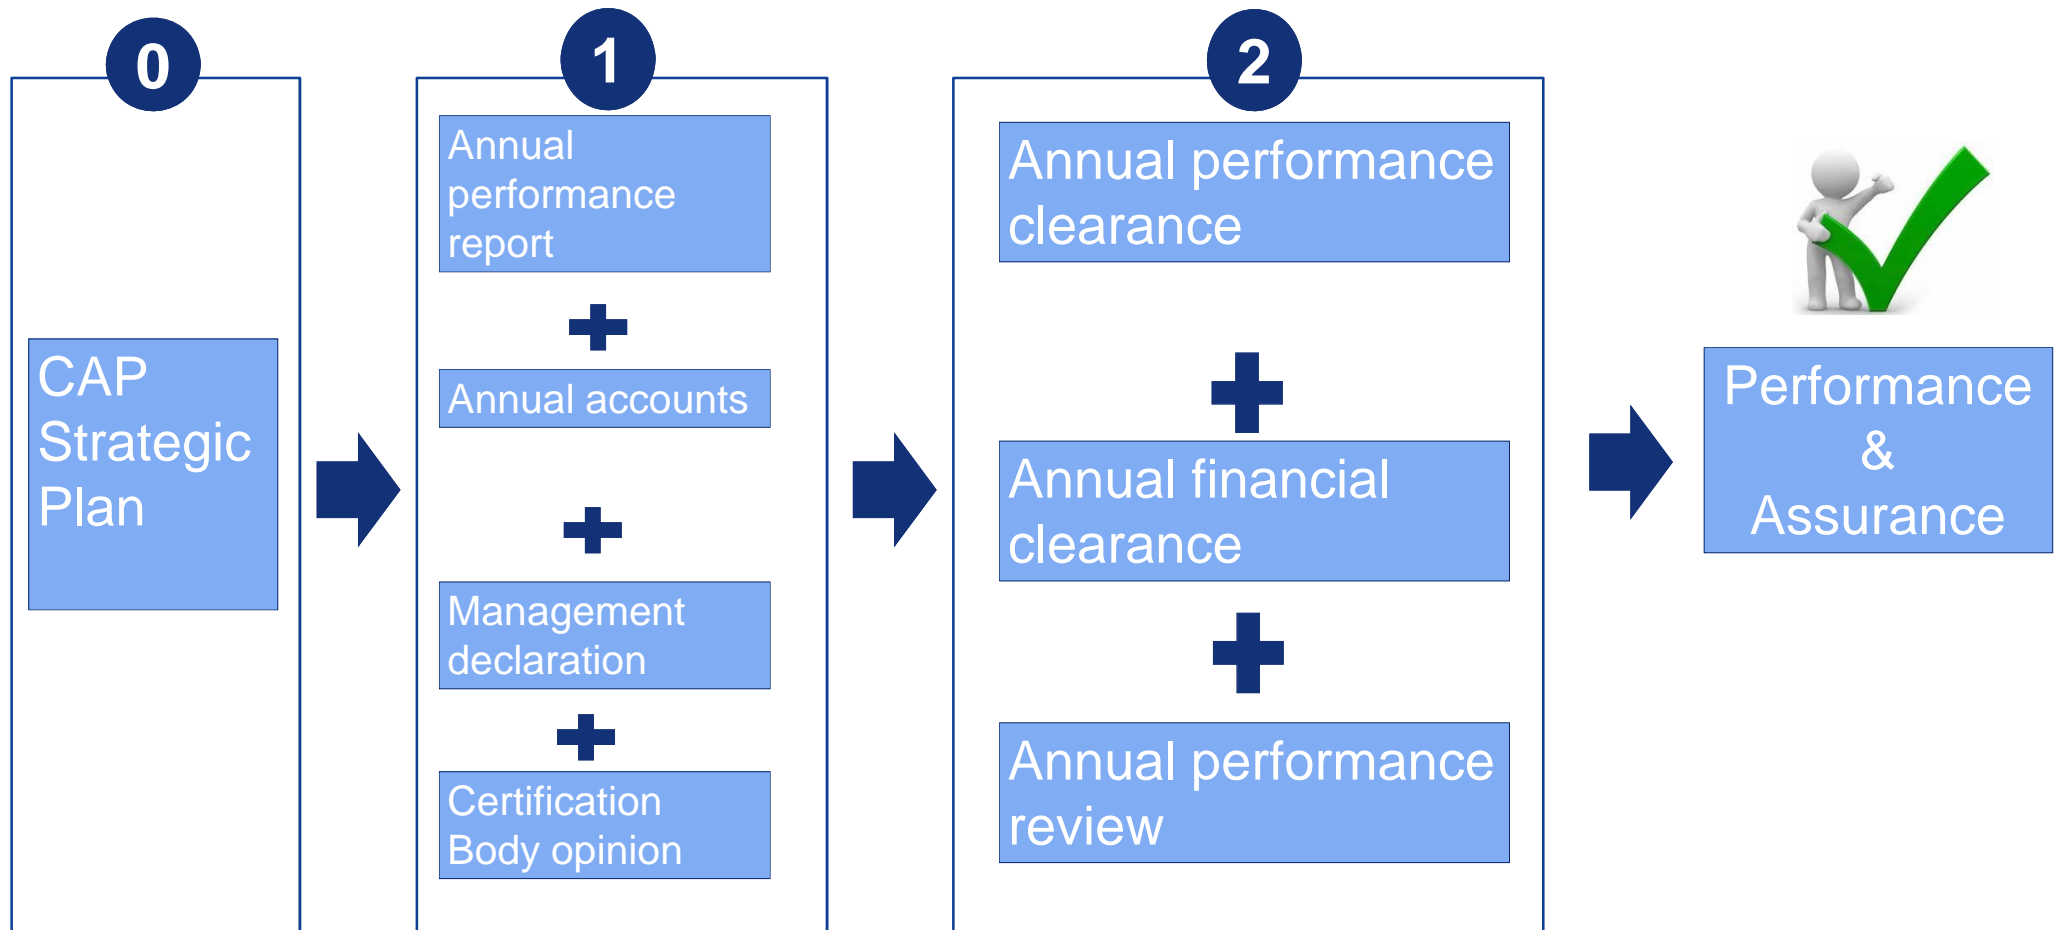 0
CAP
Strategic
Plan
1
Annual
performance
report
Annual accounts
Management
declaration
Certification
Body opinion
2
Annual performance
clearance
Annual financial
clearance
Annual performance
review
Performance
&
Assurance